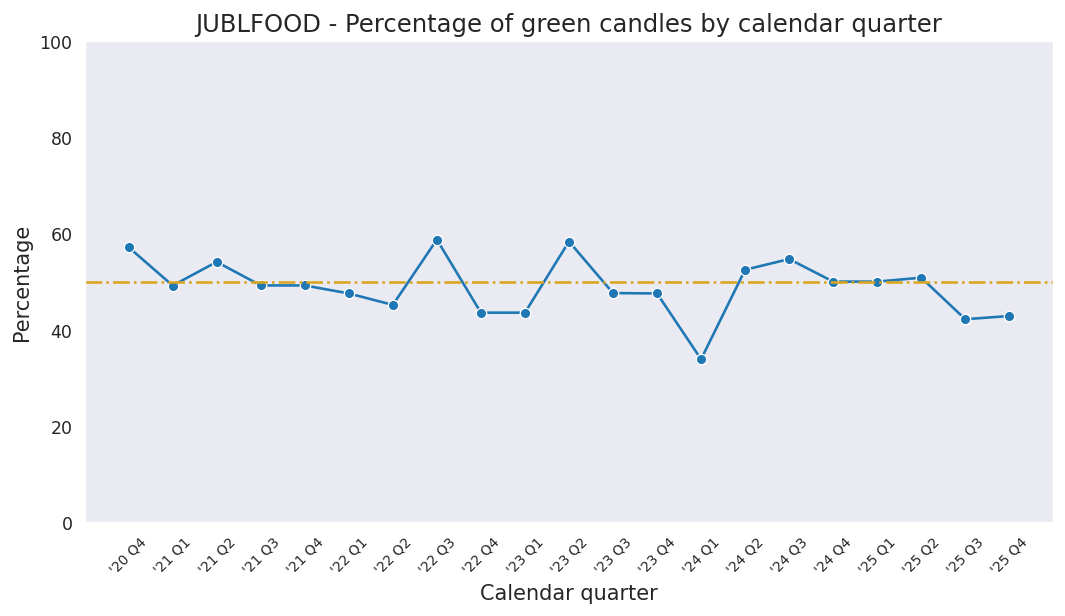 JUBLFOOD - Percentage of green candles by calendar quarter
100
80
60
40
20
0
Percentage
'20 Q4
'21 Q1
'21 Q2
'21 Q3
'21 Q4
'22 Q1
'22 Q2
'22 Q3
'22 Q4
'23 Q1
'23 Q2
'23 Q3
'23 Q4
'24 Q1
'24 Q2
'24 Q3
'24 Q4
'25 Q1
'25 Q2
'25 Q3
'25 Q4
Calendar quarter